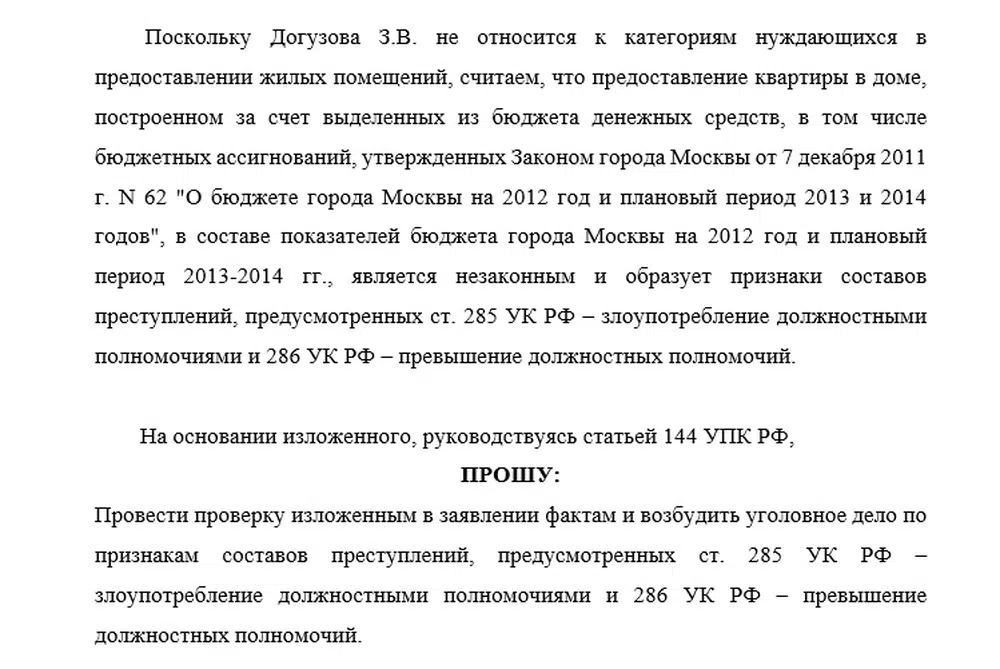 Поскольку Догузова З.В. не относится к категориям нуждающихся в
предоставлении жилых помещений, считаем, что предоставление квартиры в доме,
построенном за счет выделенных из бюджета денежных средств, в том числе
бюджетных ассигнований, утвержденных Законом города Москвы от 7 декабря 2011
г. N 62 "О бюджете города Москвы на 2012 год и плановый период 2013 и 2014
годов", в составе показателей бюджета города Москвы на 2012 год и плановый
период 2013-2014 гг., является незаконным и образует признаки составов
преступлений, предусмотренных ст. 285 УК РФ – злоупотребление должностными
полномочиями и 286 УК РФ – превышение должностных полномочий.
На основании изложенного, руководствуясь статьей 144 УПК РФ,
ПРОШУ:
Провести проверку изложенным в заявлении фактам и возбудить уголовное дело по
признакам составов преступлений, предусмотренных ст. 285 УК РФ –
злоупотребление должностными полномочиями и 286 УК РФ – превышение
должностных полномочий.